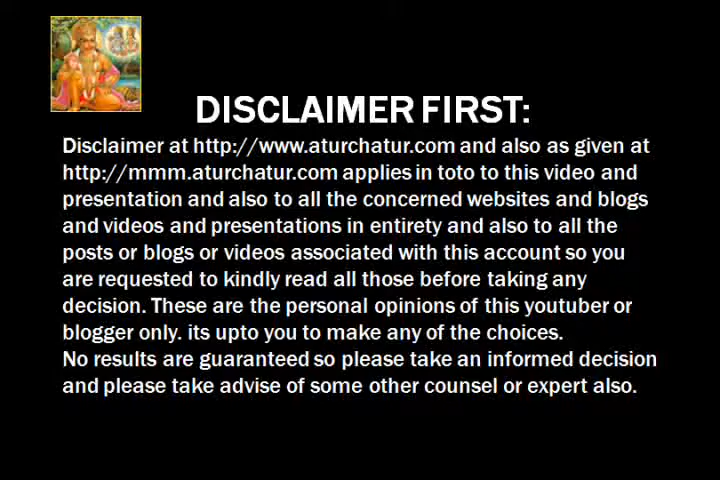 DISCLAIMER FIRST:
Disclaimer at http://www.aturchatur.com and also as given at
http://mmm.aturchatur.com applies in toto to this video and
presentation and also to all the concerned websites and blogs
and videos and presentations in entirety and also to all the
posts or blogs or videos associated with this account so you
are requested to kindly read all those before taking any
decision. These are the personal opinions of this youtuber or
blogger only. its upto you to make any of the choices.
No results are guaranteed so please take an informed decision
and please take advise of some other counsel or expert also.